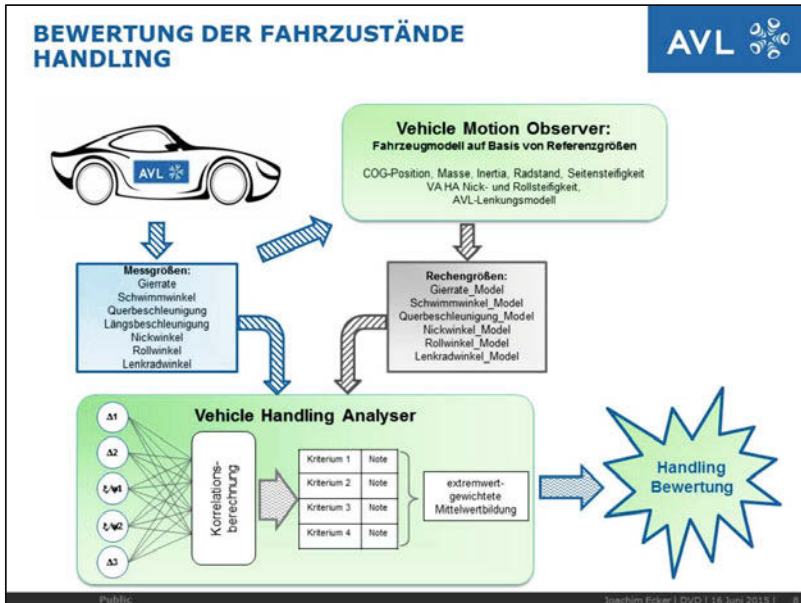 BEWERTUNG DER FAHRZUSTÄNDE
HANDLING
AVL
AVL
Vehicle Motion Observer:
Fahrzeugmodell auf Basis von Referenzgrößen
COG-Position, Masse, Inertia, Radstand, Seitensteifigkeit
VA HA Nick- und Rollsteifigkeit,
AVL-Lenkungsmodell
Messgrößen:
Gierrate
Schwimmwinkel
Querbeschleunigung
Längsbeschleunigung
Nickwinkel
Rollwinkel
Lenkradwinkel
Rechengrößen:
Gierrate_Model
Schwimmwinkel_Model
Querbeschleunigung_Model
Nickwinkel_Model
Rollwinkel_Model
Lenkradwinkel_Model
Vehicle Handling Analyser
Δ1
Δ2
Δ3
Korrelations-
berechnung
Kriterium 1 Note
Kriterium 2 Note
Kriterium 3 Note
Kriterium 4 Note
extremwert-
gewichtete
Mittelwertbildung
Handling
Bewertung
Public
Joachim Ecker | DVD | 16 Juni 2015 | 8